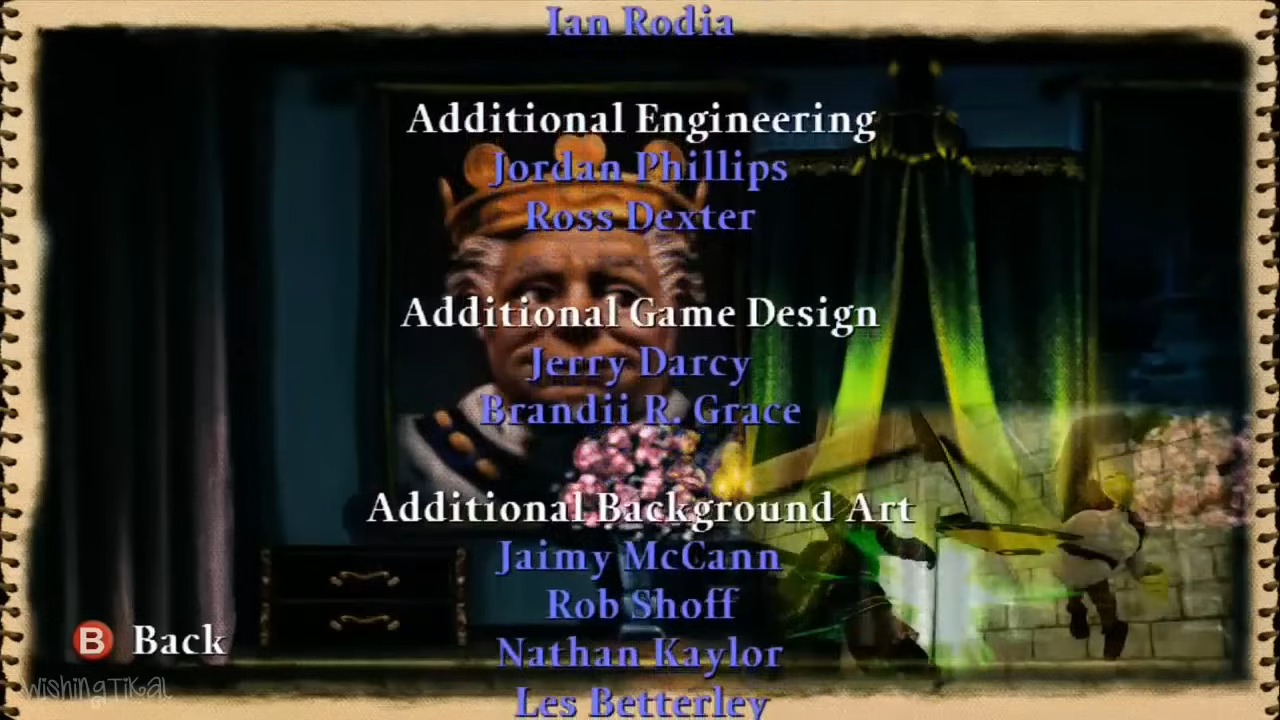 Ian Rodia
Additional Engineering
Jordan Phillips
Ross Dexter
Additional Game Design
Jerry Darcy
Brandii R. Grace
Additional Background Art
Jaimy McCann
Rob Shoff
Nathan Kaylor
Les Betterley
B Back
WishingTikal